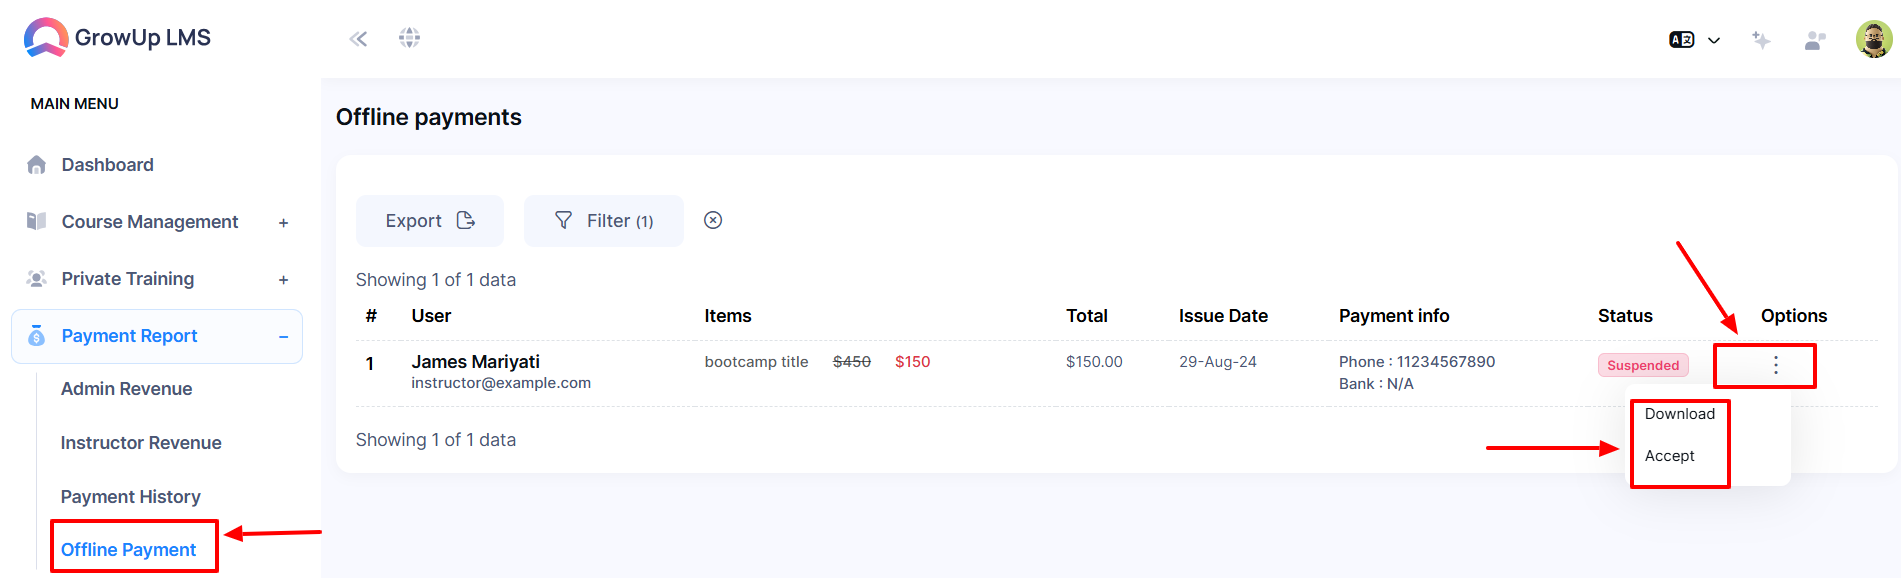 GrowUp LMS
MAIN MENU
Dashboard
Course Management +
Private Training +
Payment Report −
Admin Revenue
Instructor Revenue
Payment History
Offline Payment
A文
Offline payments
Export
Filter (1)
Showing 1 of 1 data
# User Items Total Issue Date Payment info Status Options
1 James Mariyati bootcamp title $450 $150 $150.00 29-Aug-24 Phone : 11234567890 Suspended
instructor@example.com Bank : N/A
Download
Accept
Showing 1 of 1 data